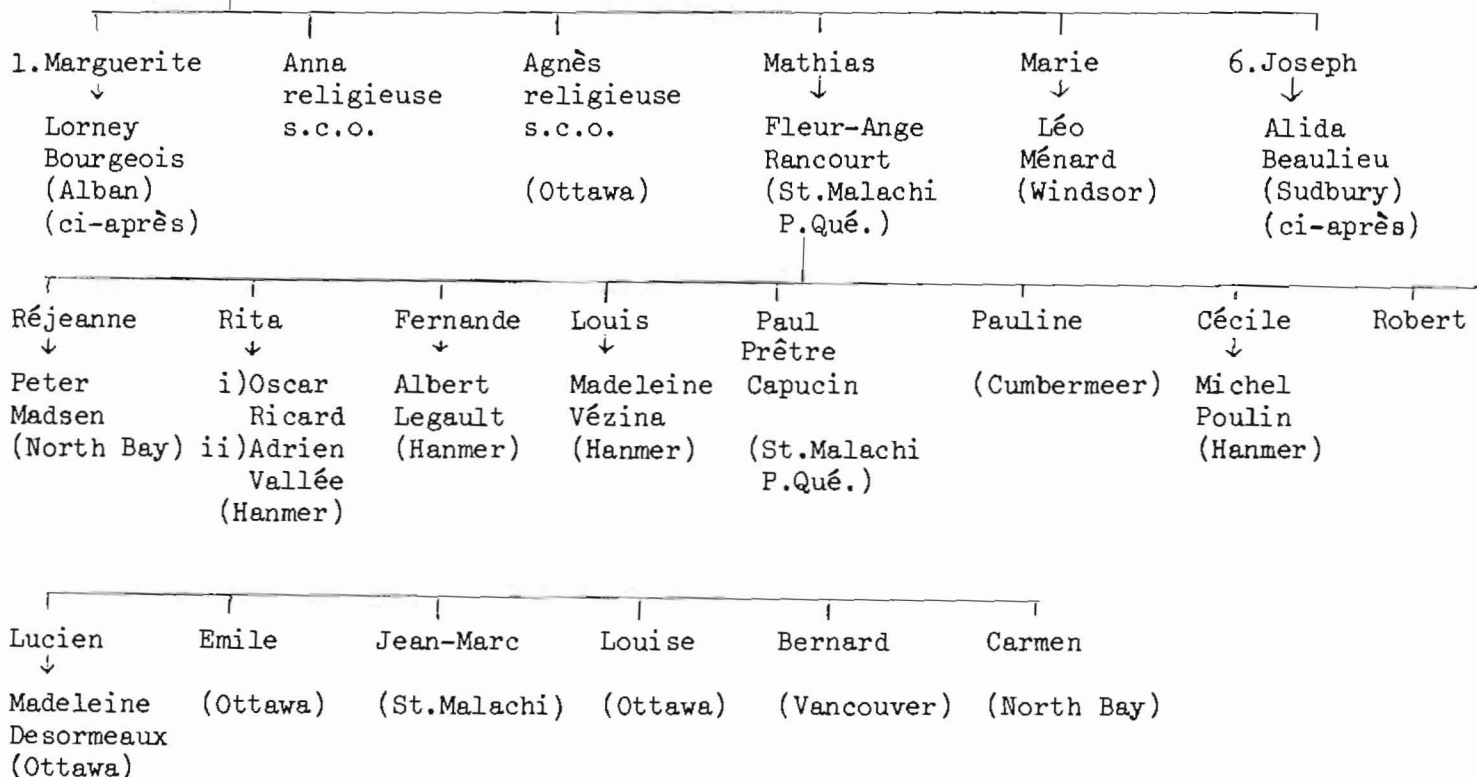 1.Marguerite Anna Agnès Mathias Marie 6.Joseph
↓ religieuse religieuse ↓ ↓ ↓
Lorney s.c.o. s.c.o. Fleur-Ange Léo Alida
Bourgeois Rancourt Ménard Beaulieu
(Alban) (Ottawa) (St.Malachi (Windsor) (Sudbury)
(ci-après) P.Qué.) (ci-après)
Réjeanne Rita Fernande Louis Paul Pauline Cécile Robert
↓ ↓ ↓ ↓ Prêtre ↓
Peter i)Oscar Albert Madeleine Capucin (Cumbermeer) Michel
Madsen Ricard Legault Vézina Poulin
(North Bay) ii)Adrien (Hanmer) (Hanmer) (St.Malachi (Hanmer)
Vallée P.Qué.)
(Hanmer)
Lucien Emile Jean-Marc Louise Bernard Carmen
↓
Madeleine (Ottawa) (St.Malachi) (Ottawa) (Vancouver) (North Bay)
Desormeaux
(Ottawa)